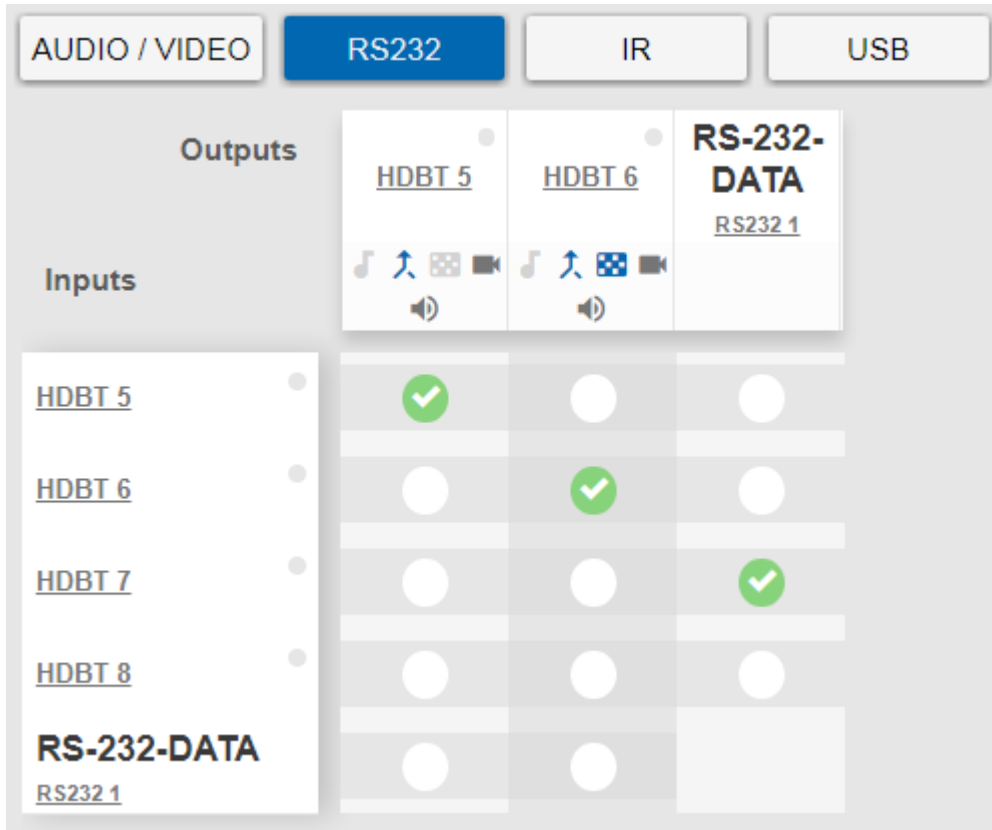 AUDIO / VIDEO RS232 IR USB
Outputs
HDBT 5
HDBT 6
RS-232-
DATA
RS232 1
Inputs
HDBT 5
HDBT 6
HDBT 7
HDBT 8
RS-232-DATA
RS232 1